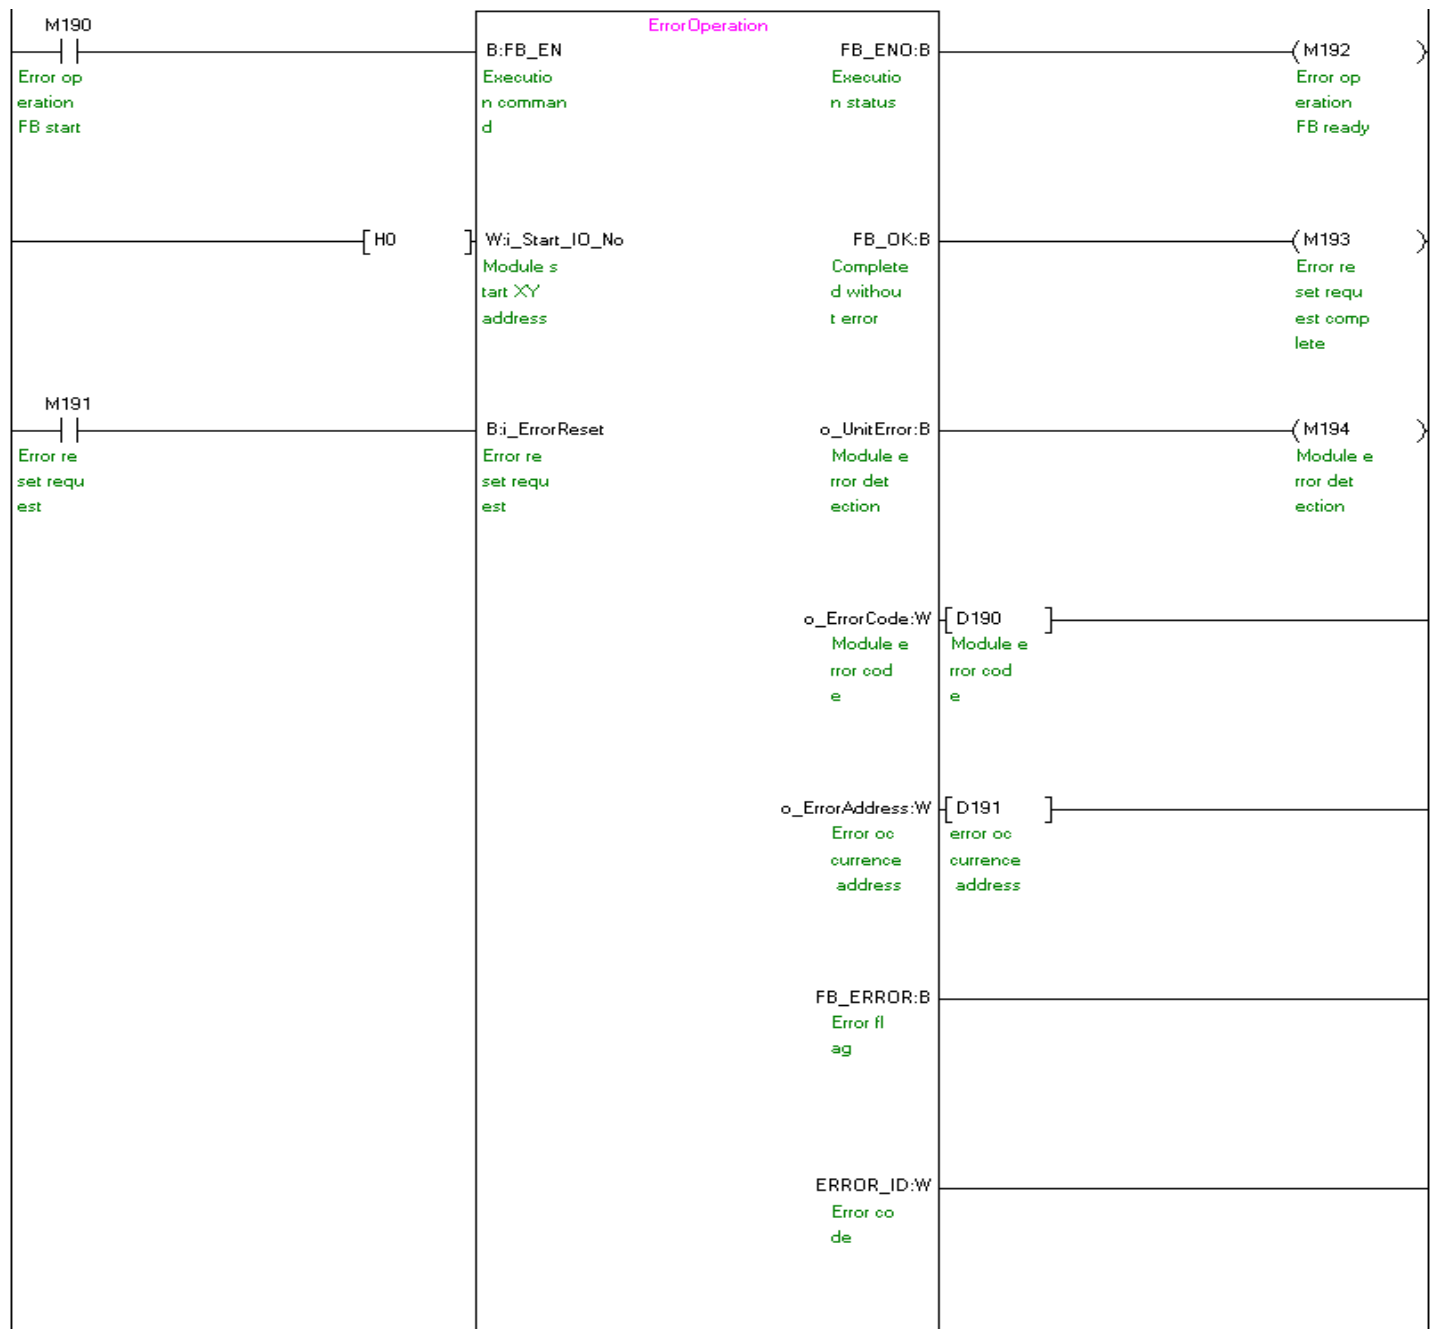 M190
ErrorOperation
B:FB_EN
FB_ENO:B
M192
Error op
eration
FB start
Executio
n comman
d
Executio
n status
Error op
eration
FB ready
H0
W:i_Start_IO_No
FB_OK:B
M193
Module s
tart XY
address
Complete
d withou
t error
Error re
set requ
est comp
lete
M191
B:i_ErrorReset
o_UnitError:B
M194
Error re
set requ
est
Error re
set requ
est
Module e
rror det
ection
Module e
rror det
ection
o_ErrorCode:W
D190
Module e
rror cod
e
Module e
rror cod
e
o_ErrorAddress:W
D191
Error oc
currence
address
error oc
currence
address
FB_ERROR:B
Error fl
ag
ERROR_ID:W
Error co
de